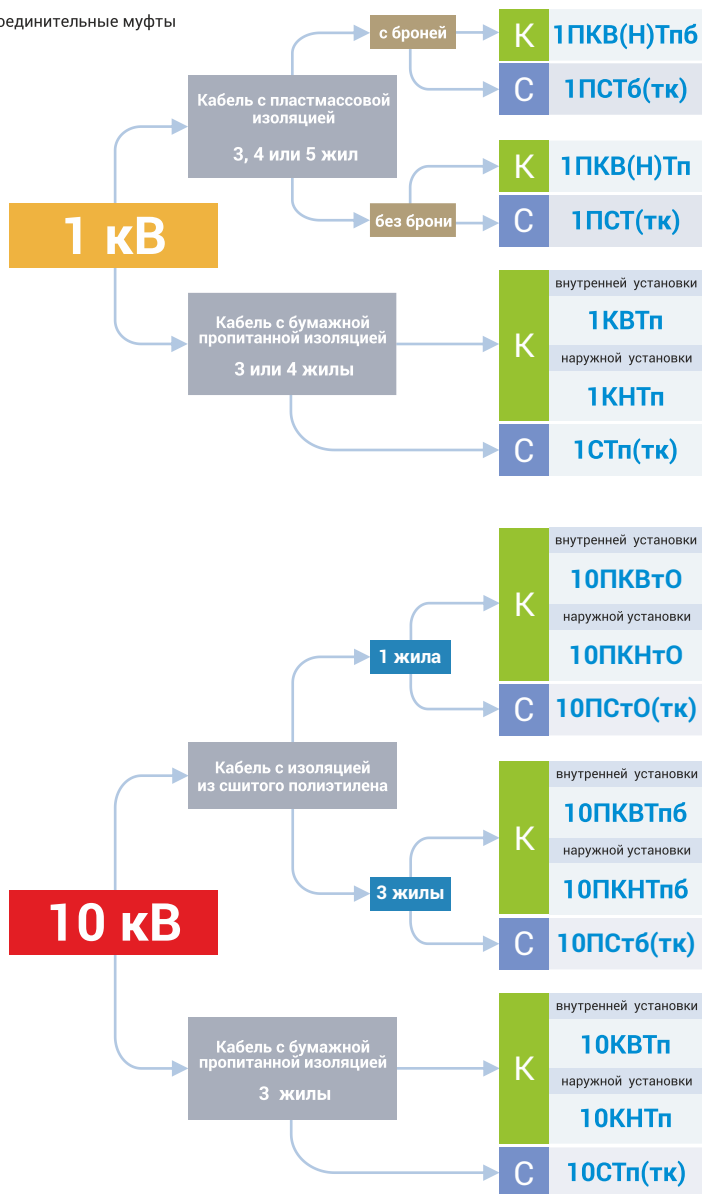 единительные муфты
с броней
К
1ПКВ(Н)Тпб
С
1ПСТб(тк)
Кабель с пластмассовой
изоляцией
3, 4 или 5 жил
К
1ПКВ(Н)Тп
без брони
С
1ПСТ(тк)
1 кВ
внутренней установки
К
1КВТп
наружной установки
1КНТп
Кабель с бумажной
пропитанной изоляцией
3 или 4 жилы
С
1СТп(тк)
внутренней установки
К
10ПКВтО
наружной установки
10ПКНтО
1 жила
С
10ПСтО(тк)
Кабель с изоляцией
из сшитого полиэтилена
внутренней установки
К
10ПКВТпб
наружной установки
10ПКНТпб
3 жилы
С
10ПСтб(тк)
10 кВ
внутренней установки
К
10КВТп
наружной установки
10КНТп
Кабель с бумажной
пропитанной изоляцией
3 жилы
С
10СТп(тк)